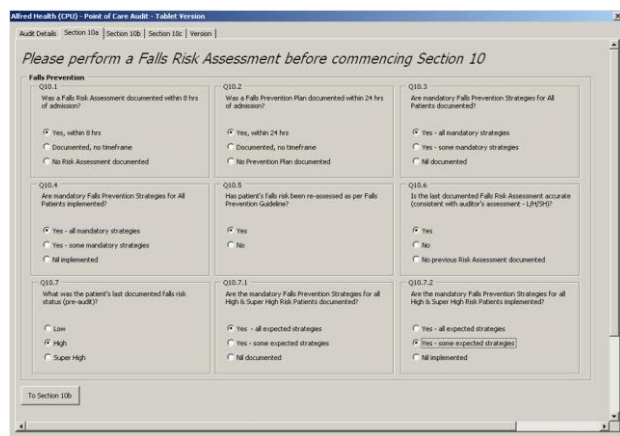 Alfred Health (CPU) - Point of Care Audit - Tablet Version
Audit Details Section 10a Section 10b Section 10c Version
Please perform a Falls Risk Assessment before commencing Section 10
Falls Prevention
Q10.1
Was a Falls Risk Assessment documented within 8 hrs
of admission?
Yes, within 8 hrs
Documented, no timeframe
No Risk Assessment documented
Q10.2
Was a Falls Prevention Plan documented within 24 hrs
of admission?
Yes, within 24 hrs
Documented, no timeframe
No Prevention Plan documented
Q10.3
Are mandatory Falls Prevention Strategies for All
Patients documented?
Yes - all mandatory strategies
Yes - some mandatory strategies
Nil documented
Q10.4
Are mandatory Falls Prevention Strategies for All
Patients implemented?
Yes - all mandatory strategies
Yes - some mandatory strategies
Nil implemented
Q10.5
Has patient's falls risk been re-assessed as per Falls
Prevention Guideline?
Yes
No
Q10.6
Is the last documented Falls Risk Assessment accurate
(consistent with auditor's assessment - L/H/SH)?
Yes
No
No previous Risk Assessment documented
Q10.7
What was the patient's last documented falls risk
status (pre-audit)?
Low
High
Super High
Q10.7.1
Are the mandatory Falls Prevention Strategies for all
High & Super High Risk Patients documented?
Yes - all expected strategies
Yes - some expected strategies
Nil documented
Q10.7.2
Are the mandatory Falls Prevention Strategies for all
High & Super High Risk Patients implemented?
Yes - all expected strategies
Yes - some expected strategies
Nil implemented
To Section 10b